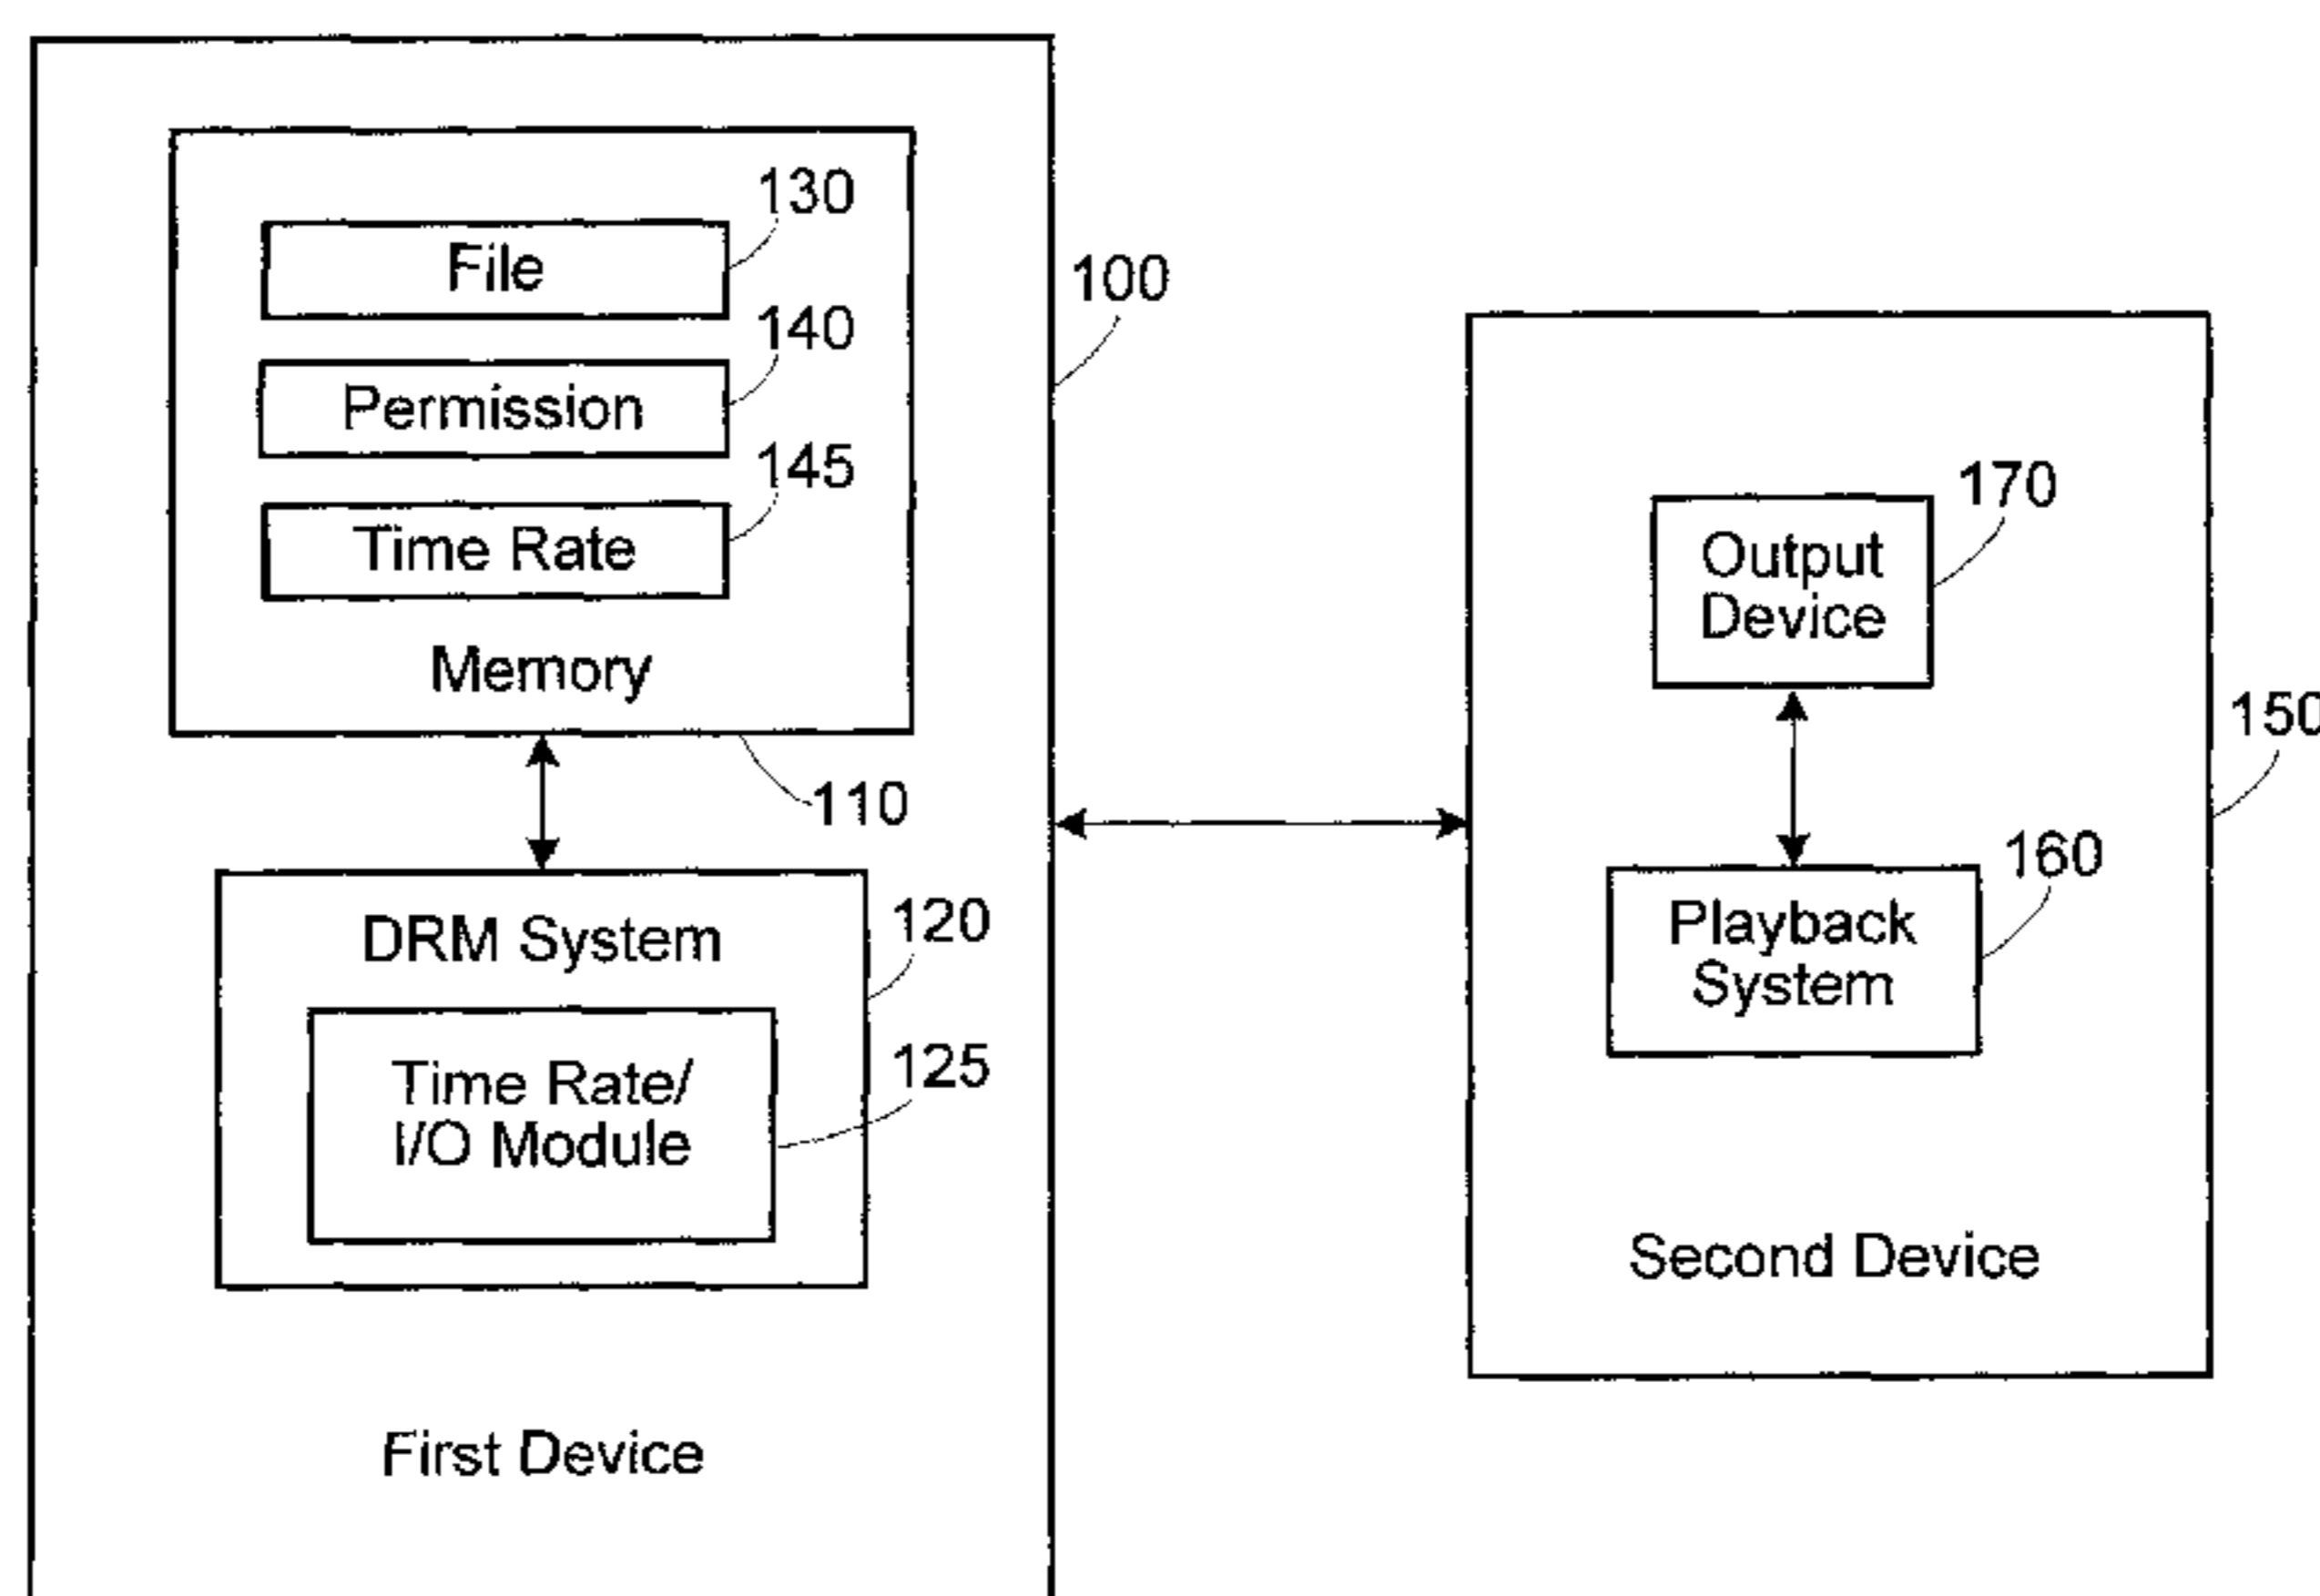 130
File
140
Permission
145
Time Rate
Memory
110
100
DRM System
120
Time Rate/
I/O Module
125
First Device
170
Output
Device
150
160
Playback
System
Second Device